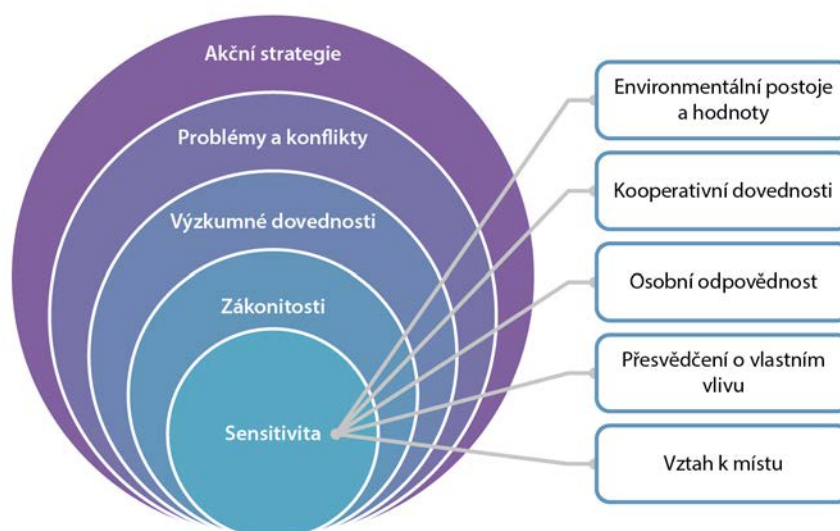 Akční strategie
Problémy a konflikty
Výzkumné dovednosti
Zákonitosti
Sensitivita
Environmentální postoje
a hodnoty
Kooperativní dovednosti
Osobní odpovědnost
Přesvědčení o vlastním
vlivu
Vztah k místu